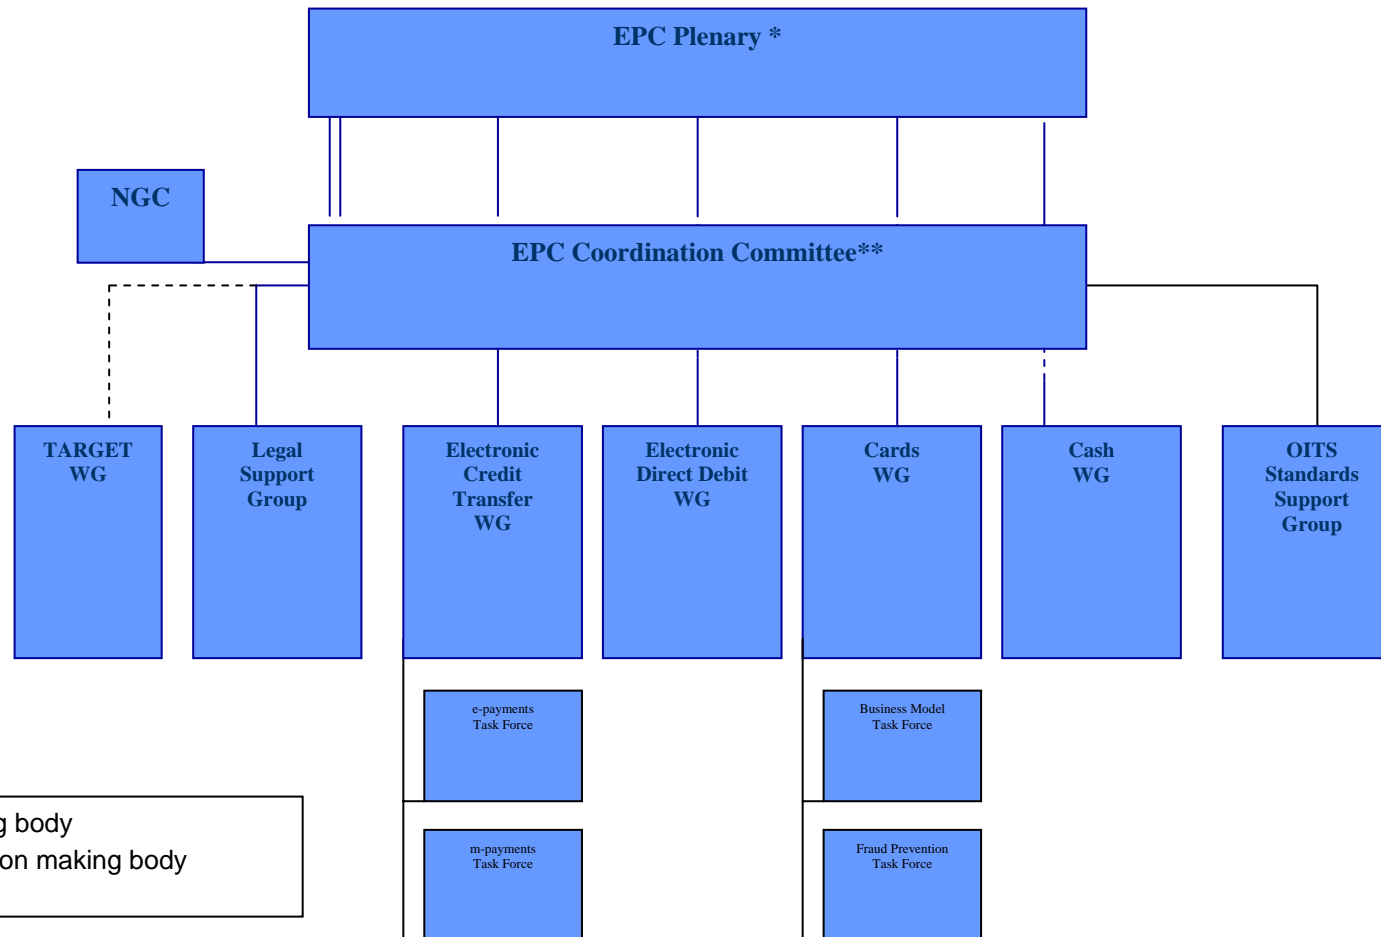 EPC Plenary *
NGC
EPC Coordination Committee**
TARGET
WG
Legal
Support
Group
Electronic
Credit
Transfer
WG
Electronic
Direct Debit
WG
Cards
WG
Cash
WG
OITS
Standards
Support
Group
e-payments
Task Force
Business Model
Task Force
m-payments
Task Force
Fraud Prevention
Task Force
body
making body